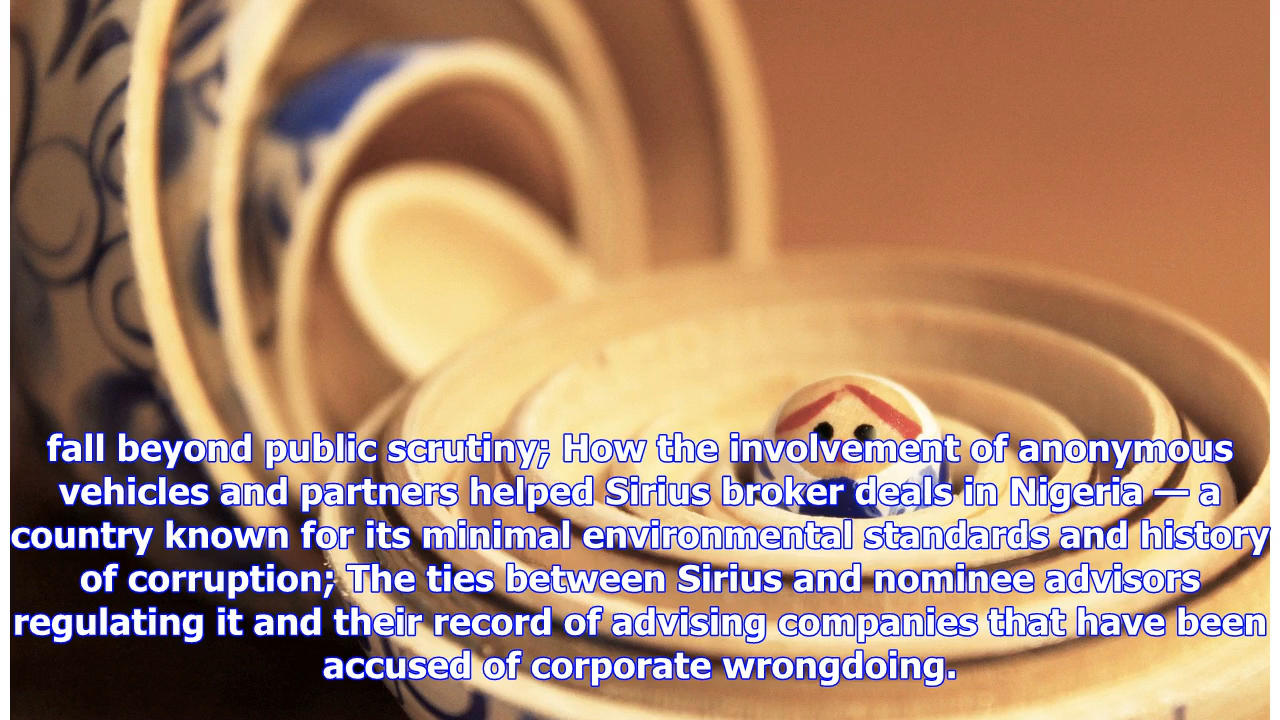 fall beyond public scrutiny; How the involvement of anonymous
vehicles and partners helped Sirius broker deals in Nigeria — a
country known for its minimal environmental standards and history
of corruption; The ties between Sirius and nominee advisors
regulating it and their record of advising companies that have been
accused of corporate wrongdoing.